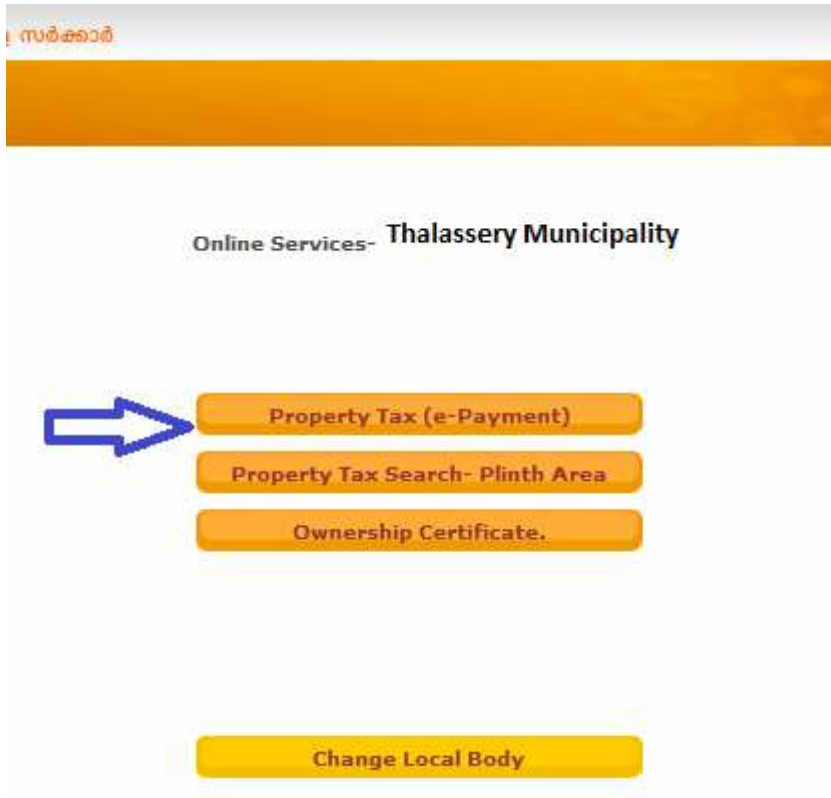 സർക്കാർ
Online Services- Thalassery Municipality
Property Tax (e-Payment)
Property Tax Search- Plinth Area
Ownership Certificate.
Change Local Body